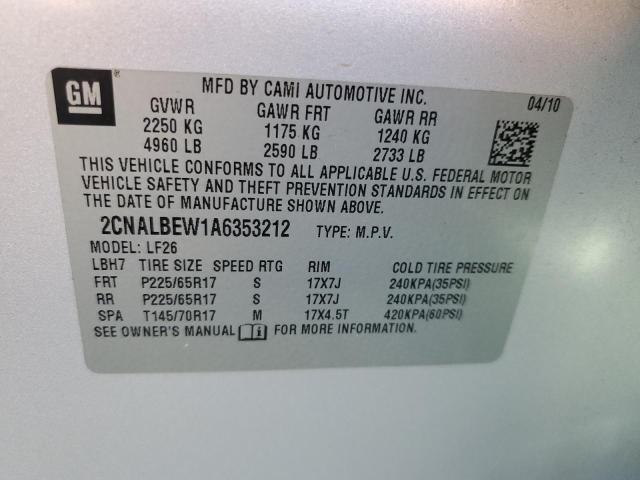 GM ®
MFD BY CAMI AUTOMOTIVE INC. 04/10
GVWR GAWR FRT GAWR RR
2250 KG 1175 KG 1240 KG
4960 LB 2590 LB 2733 LB
THIS VEHICLE CONFORMS TO ALL APPLICABLE U.S. FEDERAL MOTOR
VEHICLE SAFETY AND THEFT PREVENTION STANDARDS IN EFFECT ON
THE DATE OF MANUFACTURE SHOWN ABOVE.
2CNALBEW1A6353212 TYPE: M.P.V.
MODEL: LF26
LBH7 TIRE SIZE SPEED RTG RIM COLD TIRE PRESSURE
FRT P225/65R17 S 17X7J 240KPA(35PSI)
RR P225/65R17 S 17X7J 240KPA(35PSI)
SPA T145/70R17 M 17X4.5T 420KPA(60PSI)
SEE OWNER'S MANUAL FOR MORE INFORMATION.